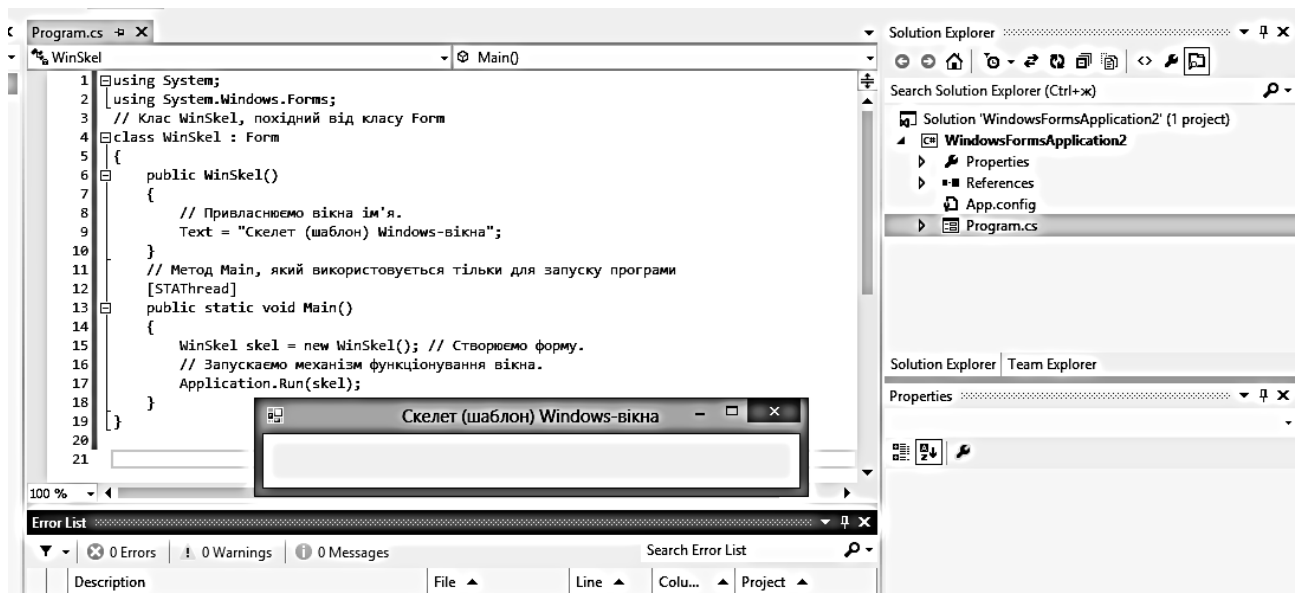 Program.cs
WinSkel
Main()
1 using System;
2 using System.Windows.Forms;
3 // Клас WinSkel, похідний від класу Form
4 class WinSkel : Form
5 {
6 public WinSkel()
7 {
8 // Привласнюємо вікна ім'я.
9 Text = "Скелет (шаблон) Windows-вікна";
10 }
11 // Метод Main, який використовується тільки для запуску програми
12 [STAThread]
13 public static void Main()
14 {
15 WinSkel skel = new WinSkel(); // Створюємо форму.
16 // Запускаємо механізм функціонування вікна.
17 Application.Run(skel);
18 }
19 }
20
21
Скелет (шаблон) Windows-вікна
100 %
Error List
0 Errors
0 Warnings
0 Messages
Search Error List
Description
File
Line
Colu...
Project
Solution Explorer
Search Solution Explorer (Ctrl+ж)
Solution 'WindowsFormsApplication2' (1 project)
C# WindowsFormsApplication2
Properties
References
App.config
Program.cs
Solution Explorer
Team Explorer
Properties